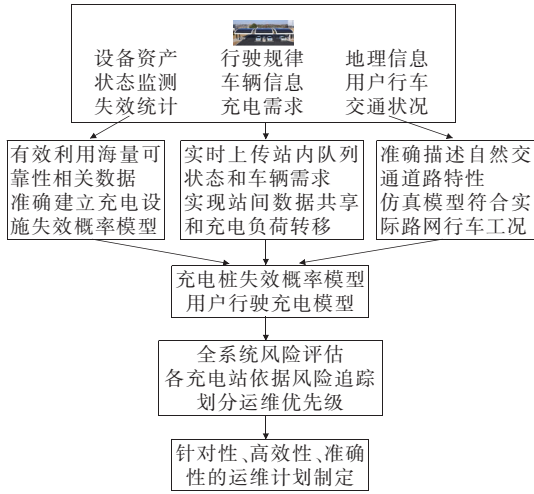 设备资产 行驶规律 地理信息
状态监测 车辆信息 用户行车
失效统计 充电需求 交通状况
有效利用海量可
靠性相关数据
准确建立充电设
施失效概率模型
实时上传站内队列
状态和车辆需求
实现站间数据共享
和充电负荷转移
准确描述自然交
通道路特性
仿真模型符合实
际路网行车工况
充电桩失效概率模型
用户行驶充电模型
全系统风险评估
各充电站依据风险追踪
划分运维优先级
针对性、高效性、准确
性的运维计划制定